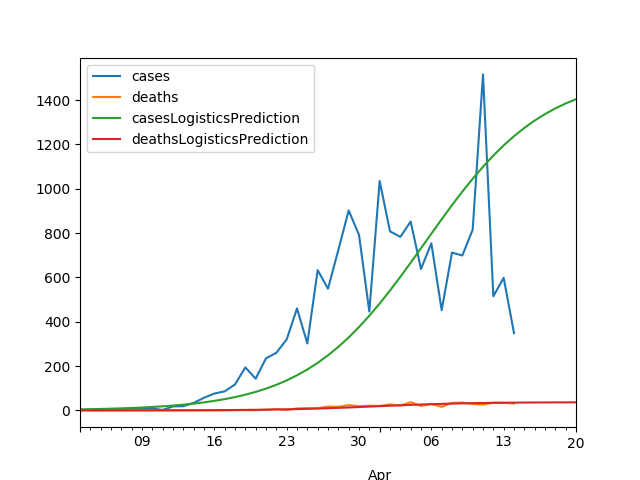 cases
deaths
casesLogisticsPrediction
deathsLogisticsPrediction
1400
1200
1000
800
600
400
200
0
09 16 23 30 06 13 20
Apr